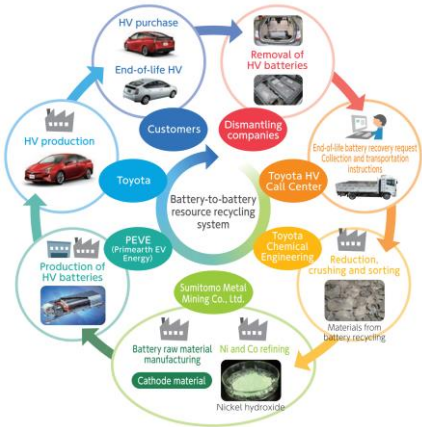 HV purchase
End-of-life HV
Customers
Removal of
HV batteries
Dismantling
companies
End-of-life battery recovery request
Collection and transportation
instructions
Toyota HV
Call Center
Reduction,
crushing and sorting
Materials from
battery recycling
Toyota
Chemical
Engineering
Sumitomo Metal
Mining Co., Ltd.
Battery raw material
manufacturing
Cathode material
Ni and Co refining
Nickel hydroxide
PEVE
(Primearth EV
Energy)
Production of
HV batteries
HV production
Toyota
Battery-to-battery
resource recycling
system